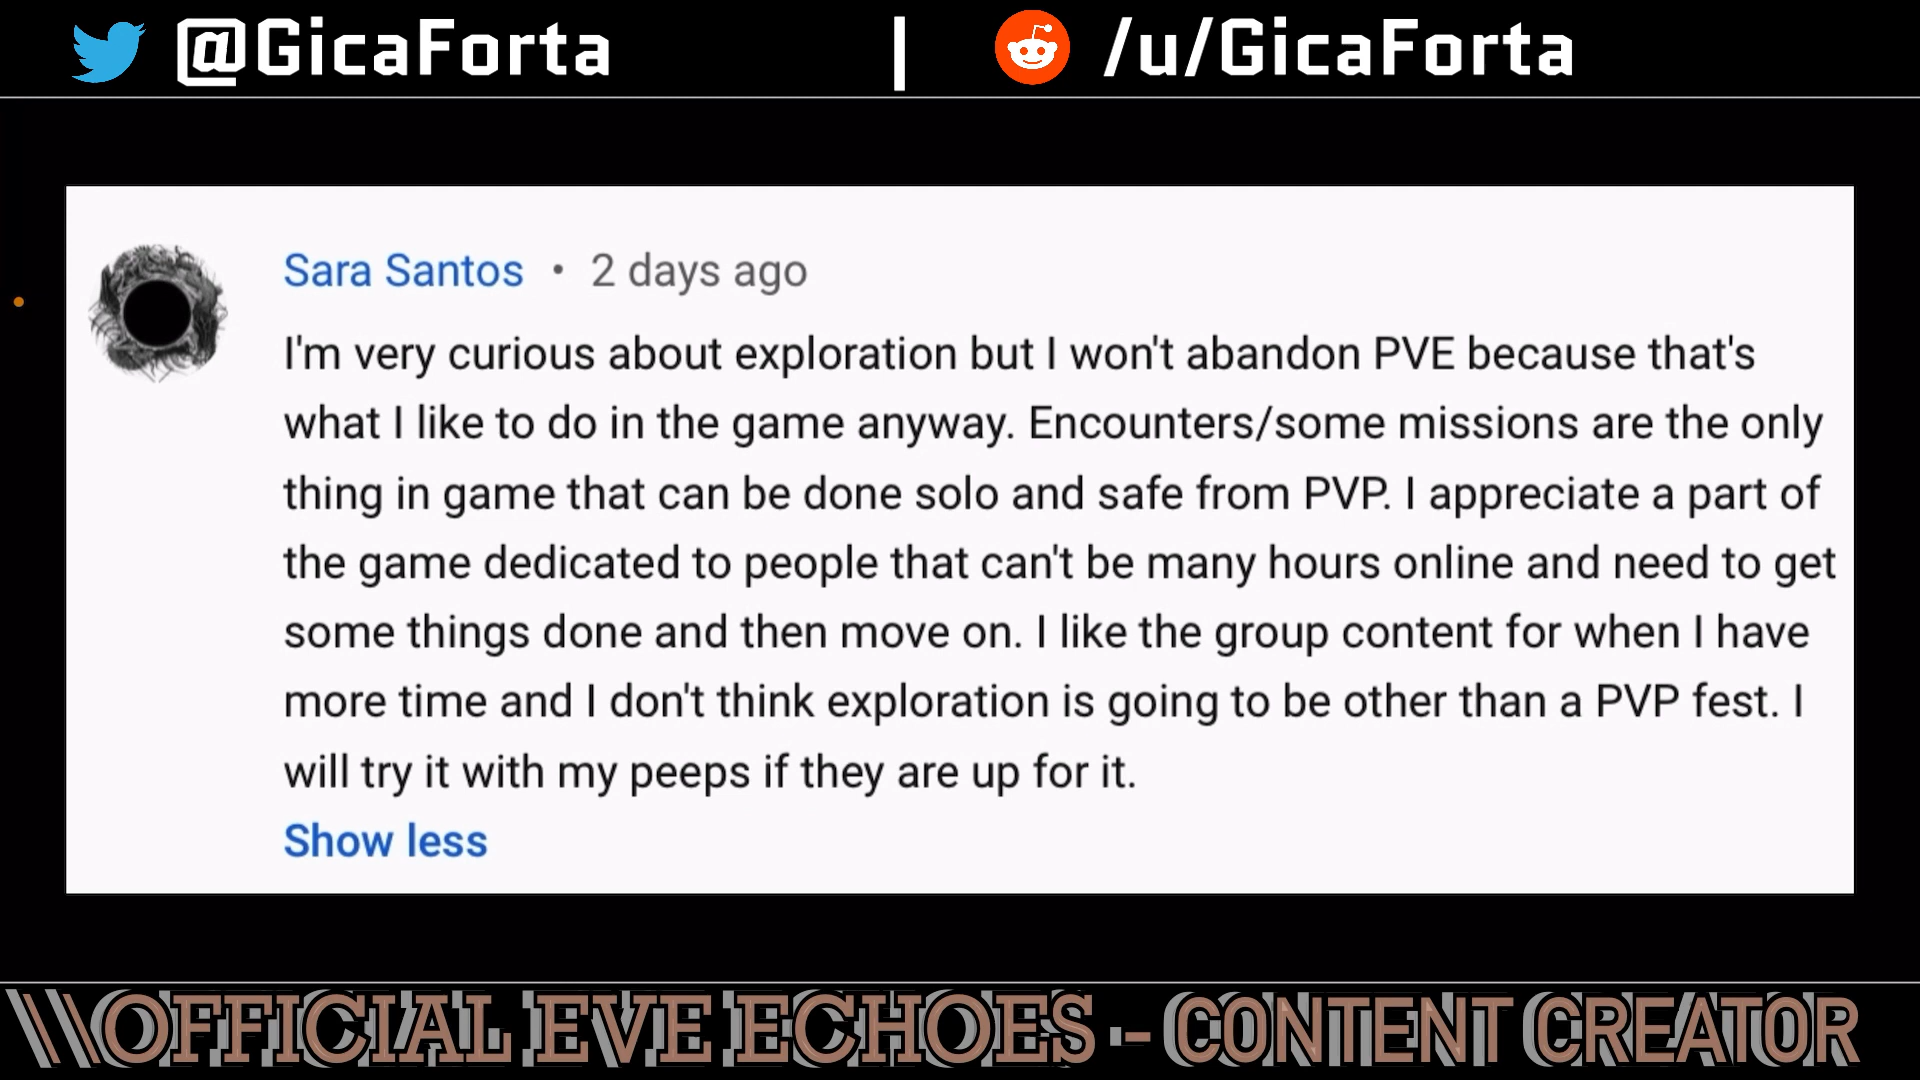 @GicaForta | /u/GicaForta
Sara Santos • 2 days ago
I'm very curious about exploration but I won't abandon PVE because that's
what I like to do in the game anyway. Encounters/some missions are the only
thing in game that can be done solo and safe from PVP. I appreciate a part of
the game dedicated to people that can't be many hours online and need to get
some things done and then move on. I like the group content for when I have
more time and I don't think exploration is going to be other than a PVP fest. I
will try it with my peeps if they are up for it.
Show less
\\OFFICIAL EVE ECHOES - CONTENT CREATOR